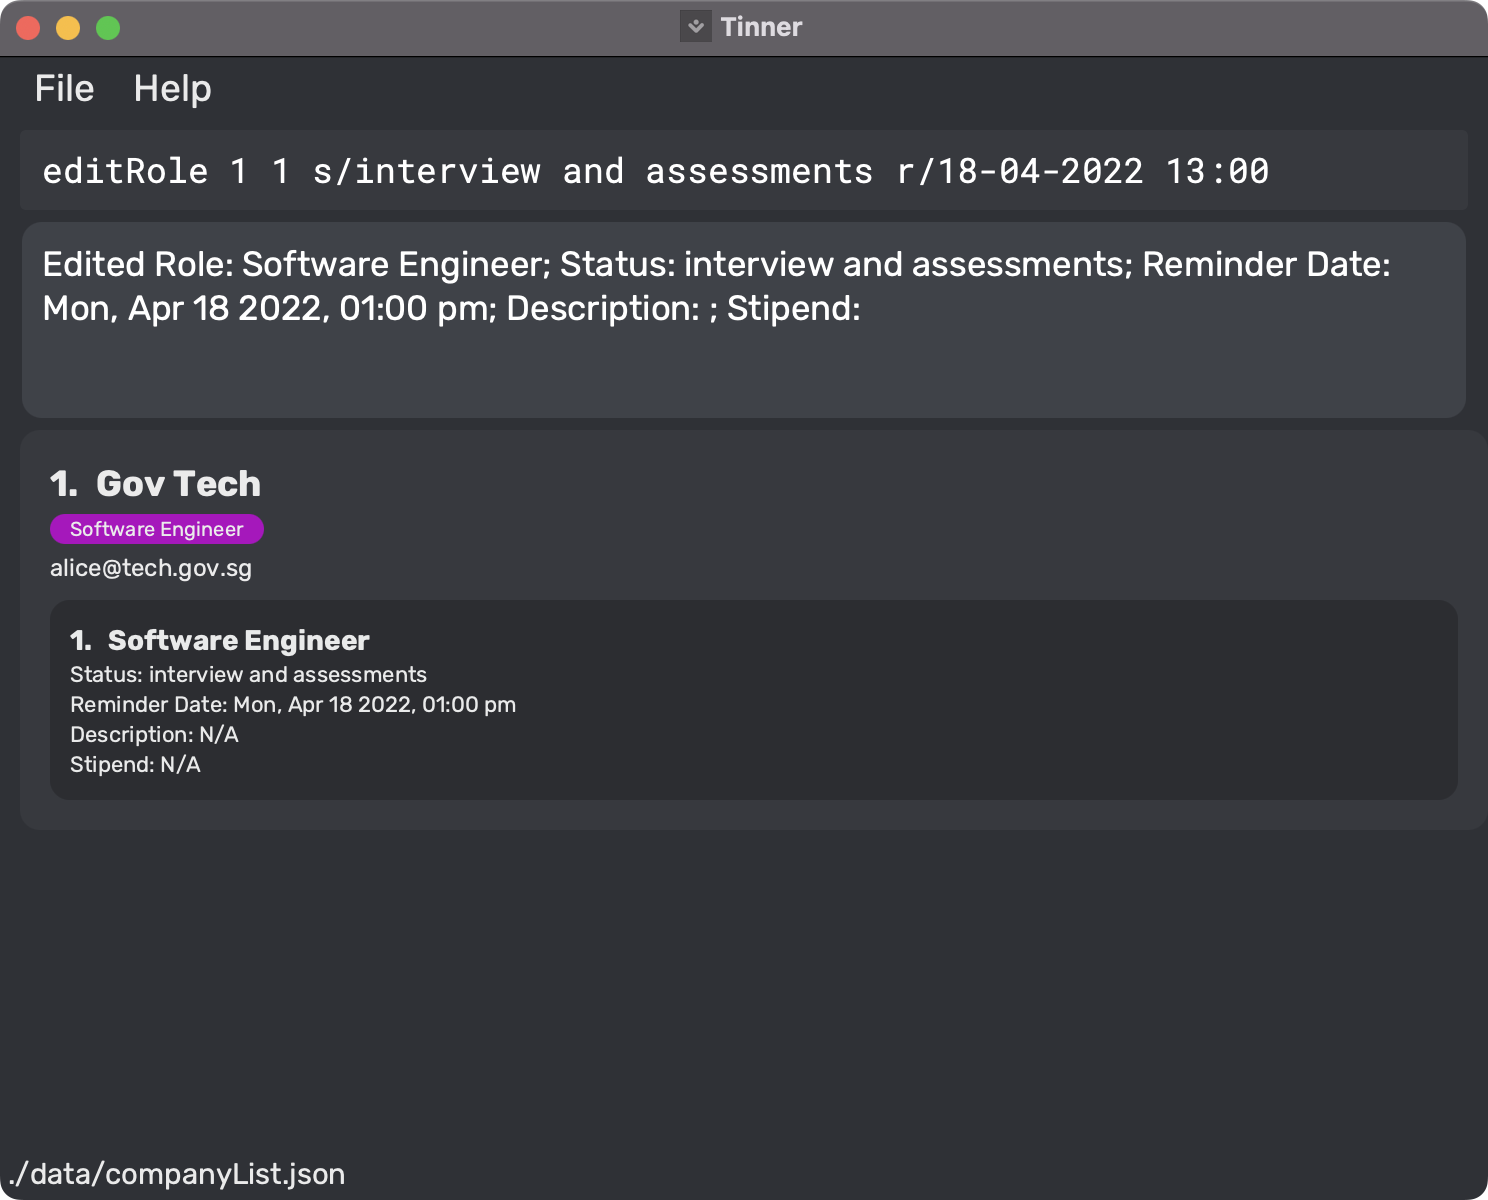 Tinner
File Help
editRole 1 1 s/interview and assessments r/18-04-2022 13:00
Edited Role: Software Engineer; Status: interview and assessments; Reminder Date:
Mon, Apr 18 2022, 01:00 pm; Description: ; Stipend:
1. Gov Tech
Software Engineer
alice@tech.gov.sg
1. Software Engineer
Status: interview and assessments
Reminder Date: Mon, Apr 18 2022, 01:00 pm
Description: N/A
Stipend: N/A
./data/companyList.json